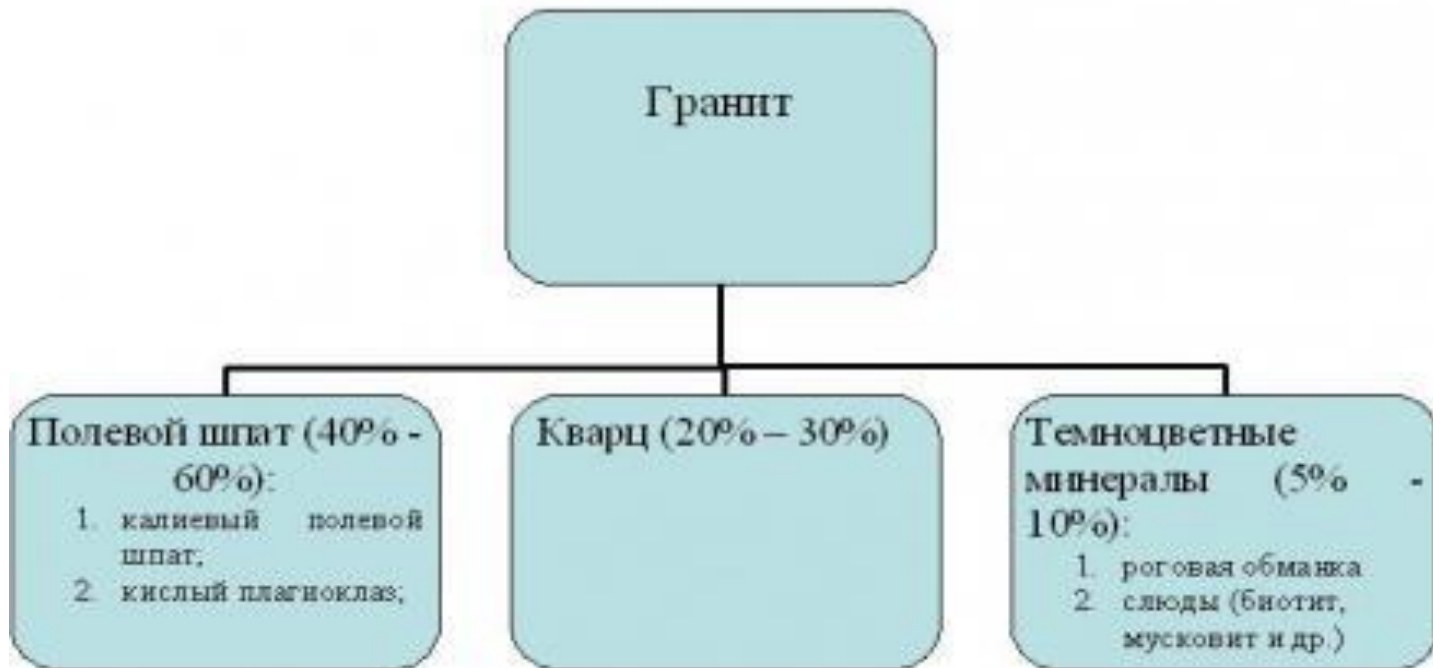 Гранит
Полевой шпат (40% -
60%):
1. калиевый полевой
шпат;
2. кислый плагиоклаз;
Кварц (20% – 30%)
Темноцветные
минералы (5% -
10%):
1. роговая обманка
2. слюды (биотит,
мусковит и др.)